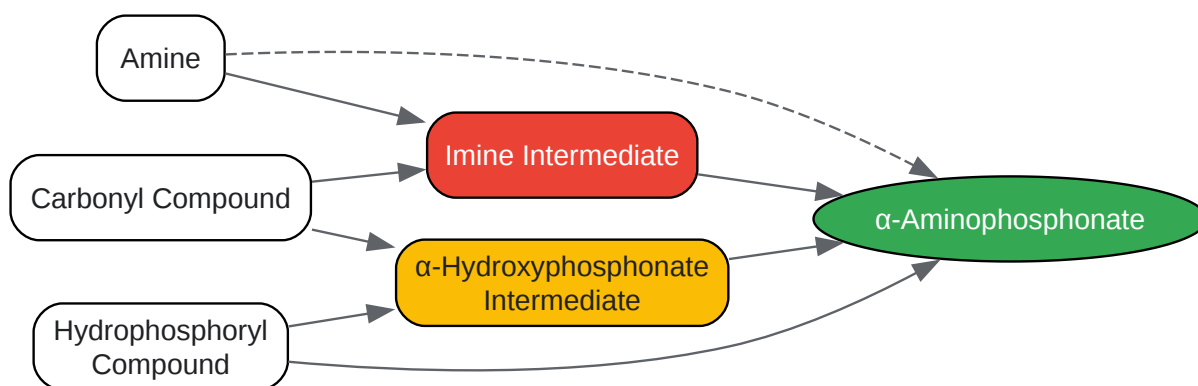 Amine
Imine Intermediate
Carbonyl Compound
α-Aminophosphonate
α-Hydroxyphosphonate
Intermediate
Hydrophosphoryl
Compound